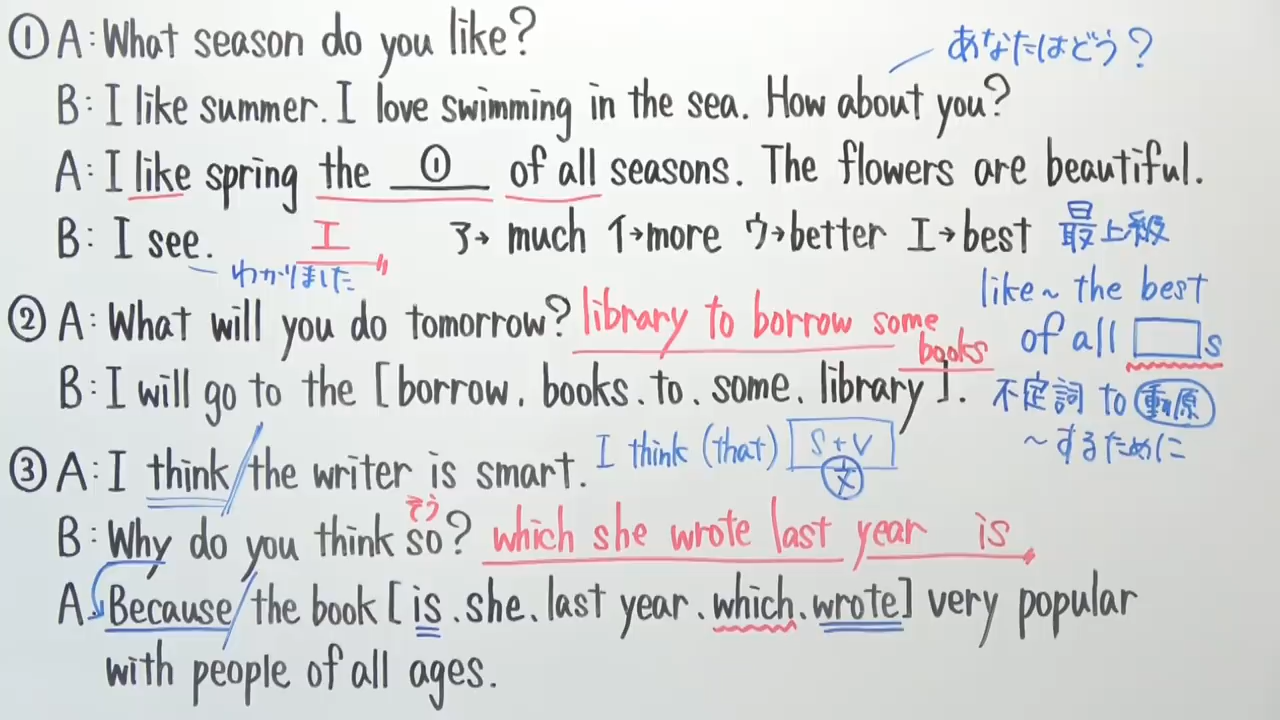 ① A: What season do you like?
あなたはどう?
B: I like summer. I love swimming in the sea. How about you?
A: I like spring the ① of all seasons. The flowers are beautiful.
B: I see. エ ア→much イ→more ウ→better エ→best 最上級
わかりました
like~ the best
② A: What will you do tomorrow? library to borrow some
books
of all s
B: I will go to the [borrow. books. to. some. library].
不定詞 to 動原
~するために
③ A: I think/the writer is smart. I think (that) S+V
文
そう
B: Why do you think so? which she wrote last year is
A: Because/the book [is. she. last year. which. wrote] very popular
with people of all ages.